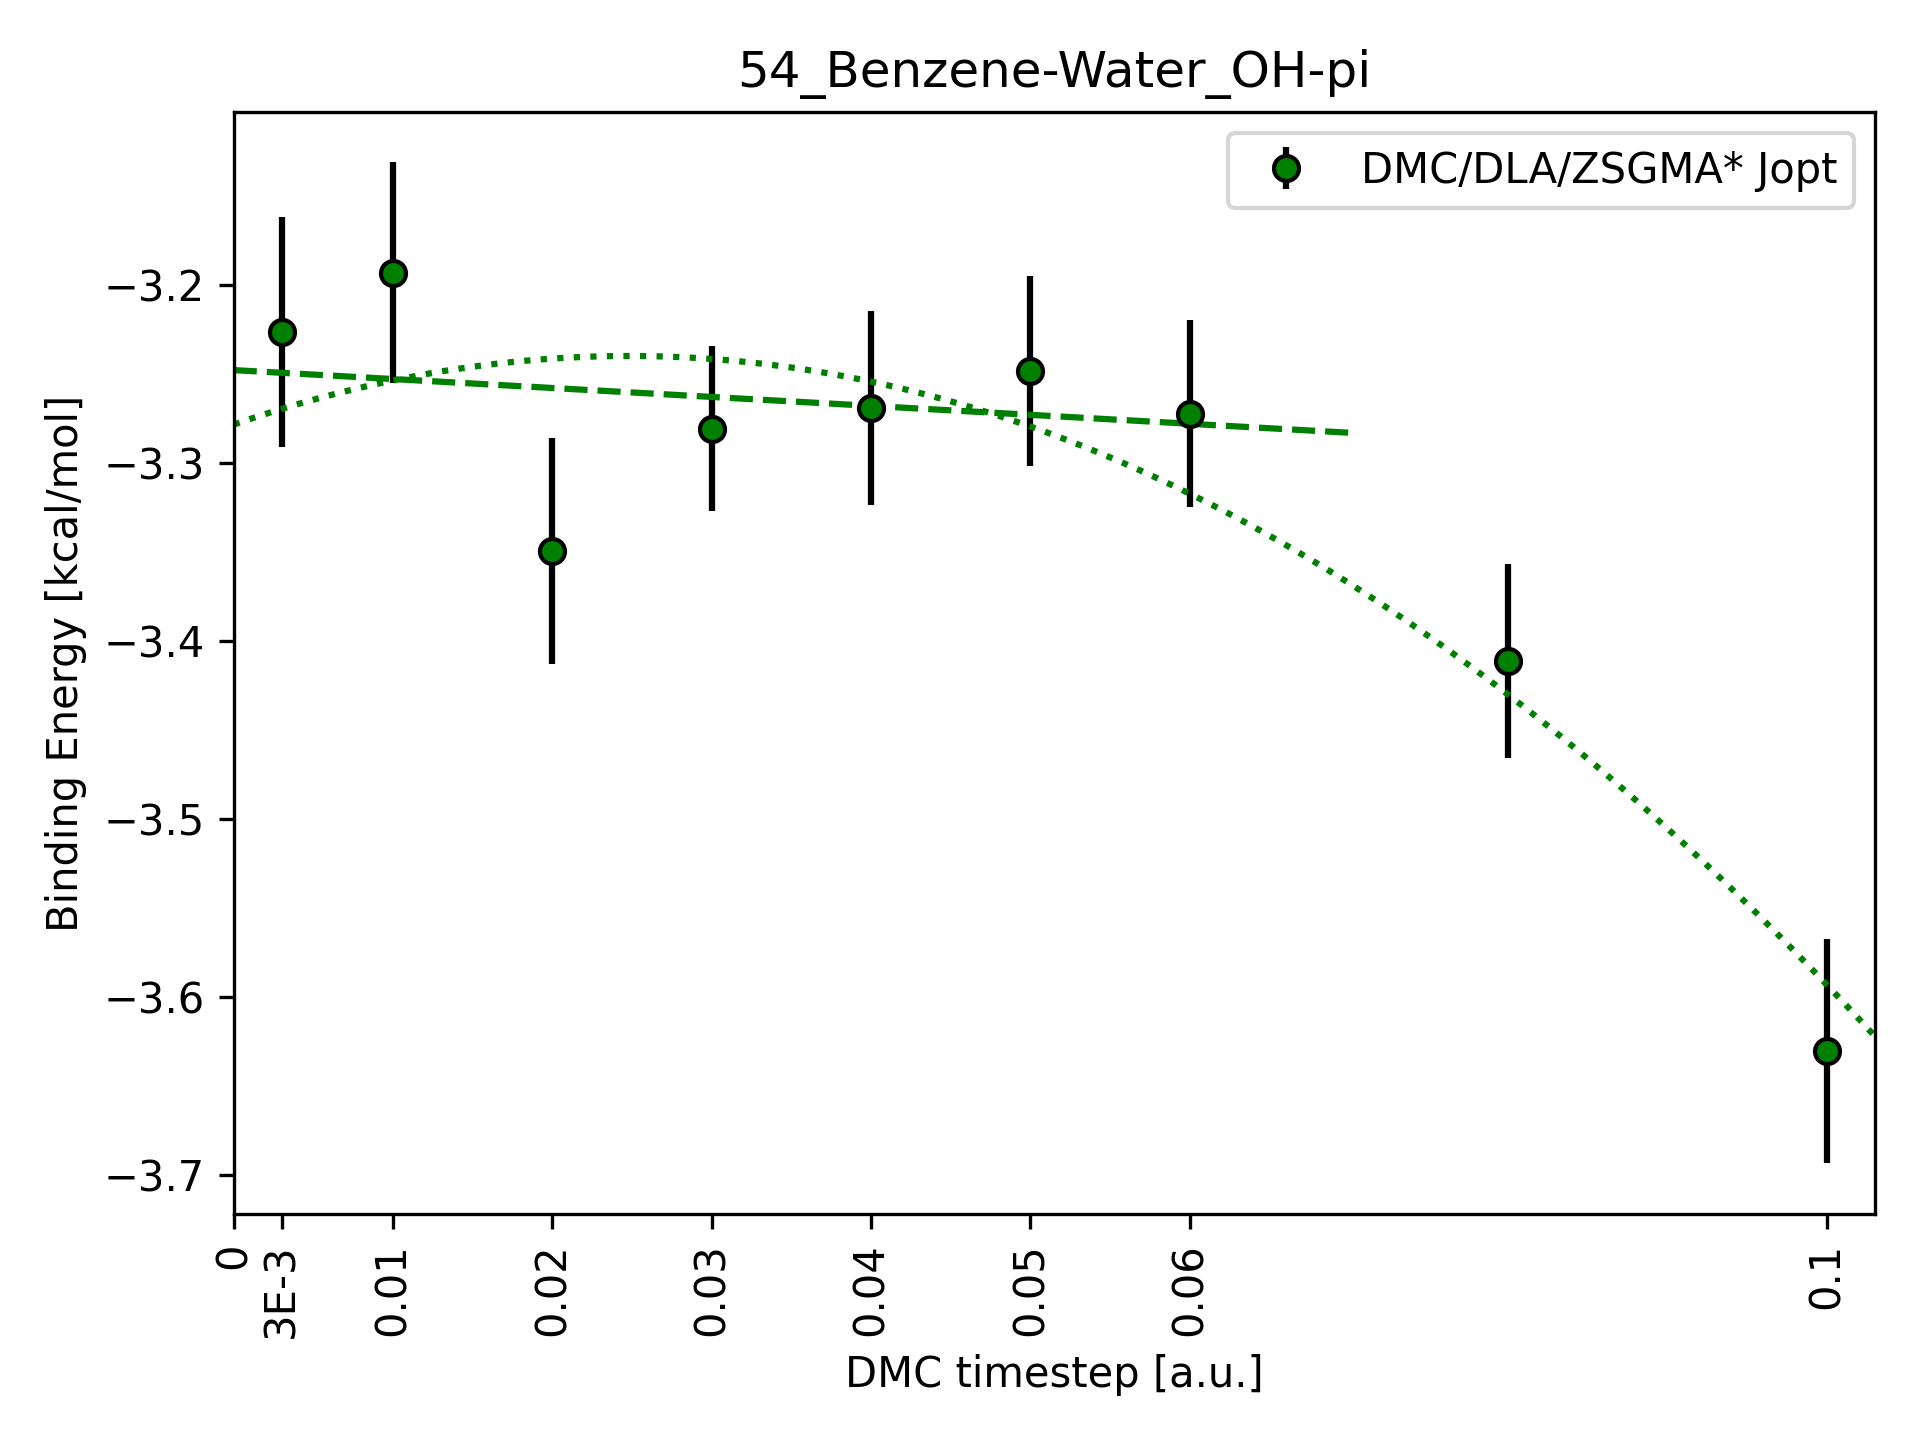 54_Benzene-Water_OH-pi
DMC/DLA/ZSGMA* Jopt
Binding Energy [kcal/mol]
−3.2
−3.3
−3.4
−3.5
−3.6
−3.7
0
3E-3
0.01
0.02
0.03
0.04
0.05
0.06
0.1
DMC timestep [a.u.]